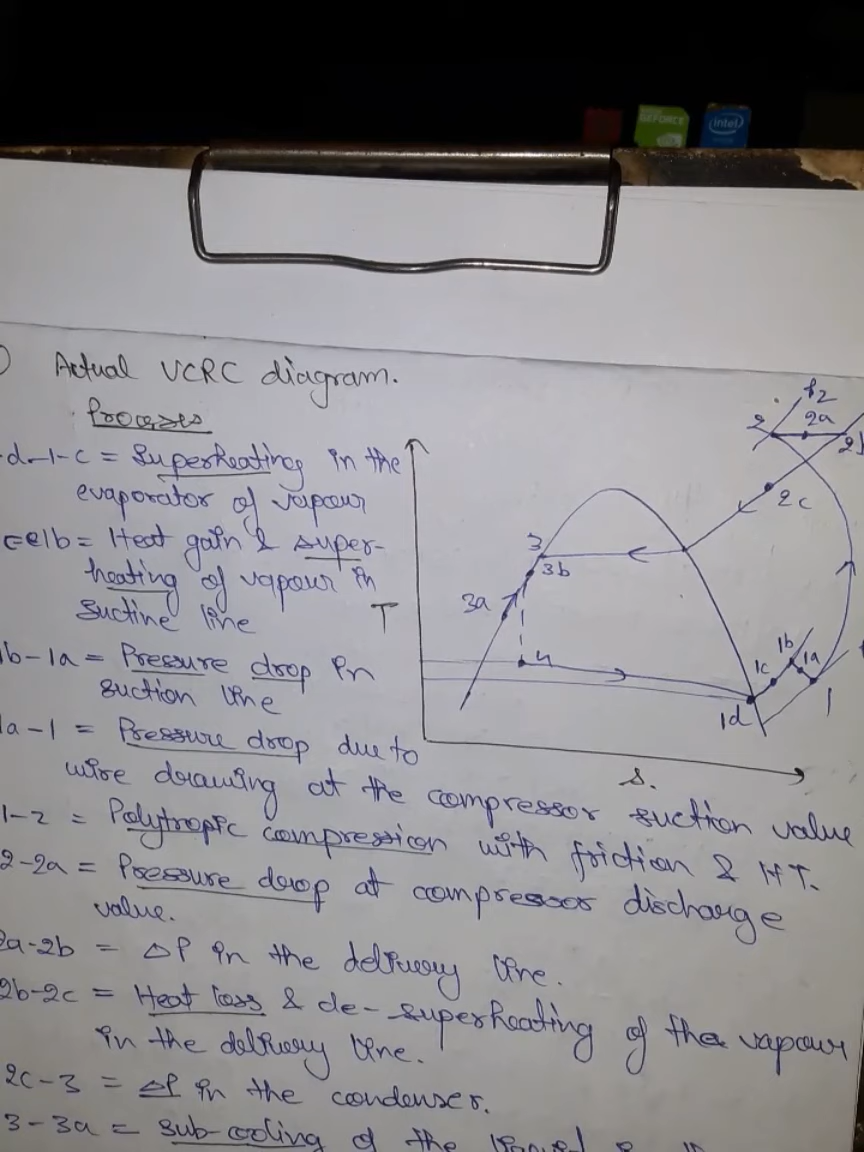 GEFORCE
intel
Actual VCRC diagram.
Processes
d-1-c = Superheating in the
evaporator of vapour
1b = Heat gain & super-
heating of vapour in
suction line
1b-1a = Pressure drop in
suction line
1a-1 = Pressure drop due to
wire drawing at the compressor suction valve
1-2 = Polytropic compression with friction & HT.
2-2a = Pressure drop at compressor discharge
valve.
2a-2b = ΔP in the delivery line.
2b-2c = Heat loss & de-superheating of the vapour
in the delivery line.
2c-3 = ΔP in the condenser.
3-3a = Sub-cooling of the
P2
2
2a
2b
2c
3
3b
3a
T
4
1b
1c
1a
1d
1
s.